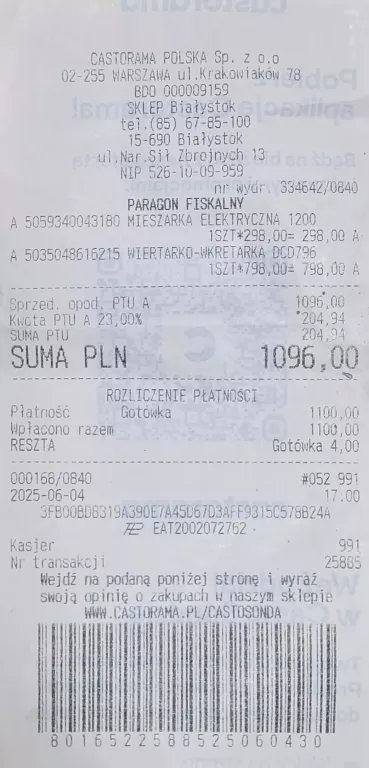 CASTORAMA POLSKA Sp. z o.o
02-255 WARSZAWA ul.Krakowiaków 78
BDO 000009159
SKLEP Białystok
tel.(85) 67-85-100
15-690 Białystok
ul.Nar.Sił Zbrojnych 13
NIP 526-10-09-959
nr wydr. 334642/0840
PARAGON FISKALNY
A 5059340043180 MIESZARKA ELEKTRYCZNA 1200
1SZT*298,00= 298,00 A
A 5035048616215 WIERTARKO-WKRĘTARKA DCD796
1SZT*798,00= 798,00 A
Sprzed. opod. PTU A 1096,00
Kwota PTU A 23,00% 204,94
SUMA PTU 204,94
SUMA PLN 1096,00
ROZLICZENIE PŁATNOŚCI
Płatność Gotówka 1100,00
Wpłacono razem 1100,00
RESZTA Gotówka 4,00
000168/0840 #052 991
2025-06-04 17:00
3FB00BD6319A390E7A45D67D3AFF9315C578B24A
EAT2002072762
Kasjer 991
Nr transakcji 25885
Wejdź na podaną poniżej stronę i wyraź
swoją opinię o zakupach w naszym sklepie
WWW.CASTORAMA.PL/CASTOSONDA
8016522588525060430